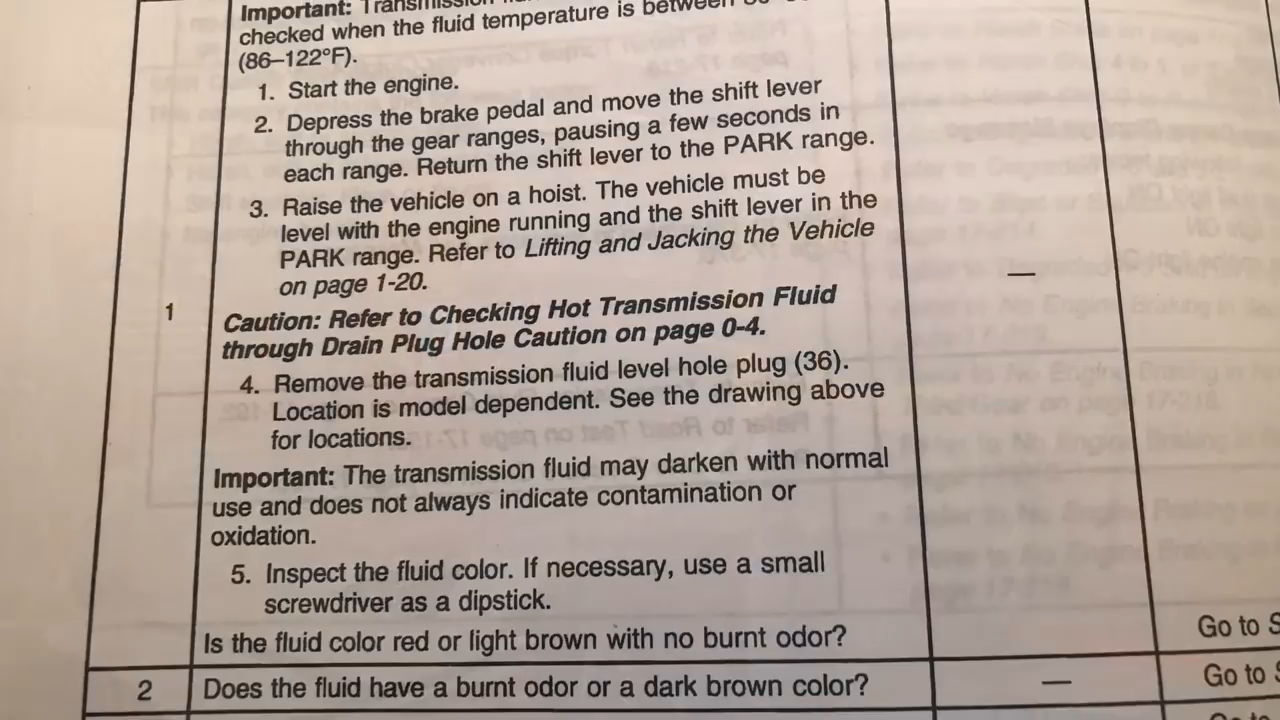 Important: Transmission
checked when the fluid temperature is between
(86–122°F).
1. Start the engine.
2. Depress the brake pedal and move the shift lever
through the gear ranges, pausing a few seconds in
each range. Return the shift lever to the PARK range.
3. Raise the vehicle on a hoist. The vehicle must be
level with the engine running and the shift lever in the
PARK range. Refer to Lifting and Jacking the Vehicle
on page 1-20.
1
—
Caution: Refer to Checking Hot Transmission Fluid
through Drain Plug Hole Caution on page 0-4.
4. Remove the transmission fluid level hole plug (36).
Location is model dependent. See the drawing above
for locations.
Important: The transmission fluid may darken with normal
use and does not always indicate contamination or
oxidation.
5. Inspect the fluid color. If necessary, use a small
screwdriver as a dipstick.
Is the fluid color red or light brown with no burnt odor?
Go to S
2
Does the fluid have a burnt odor or a dark brown color?
—
Go to S